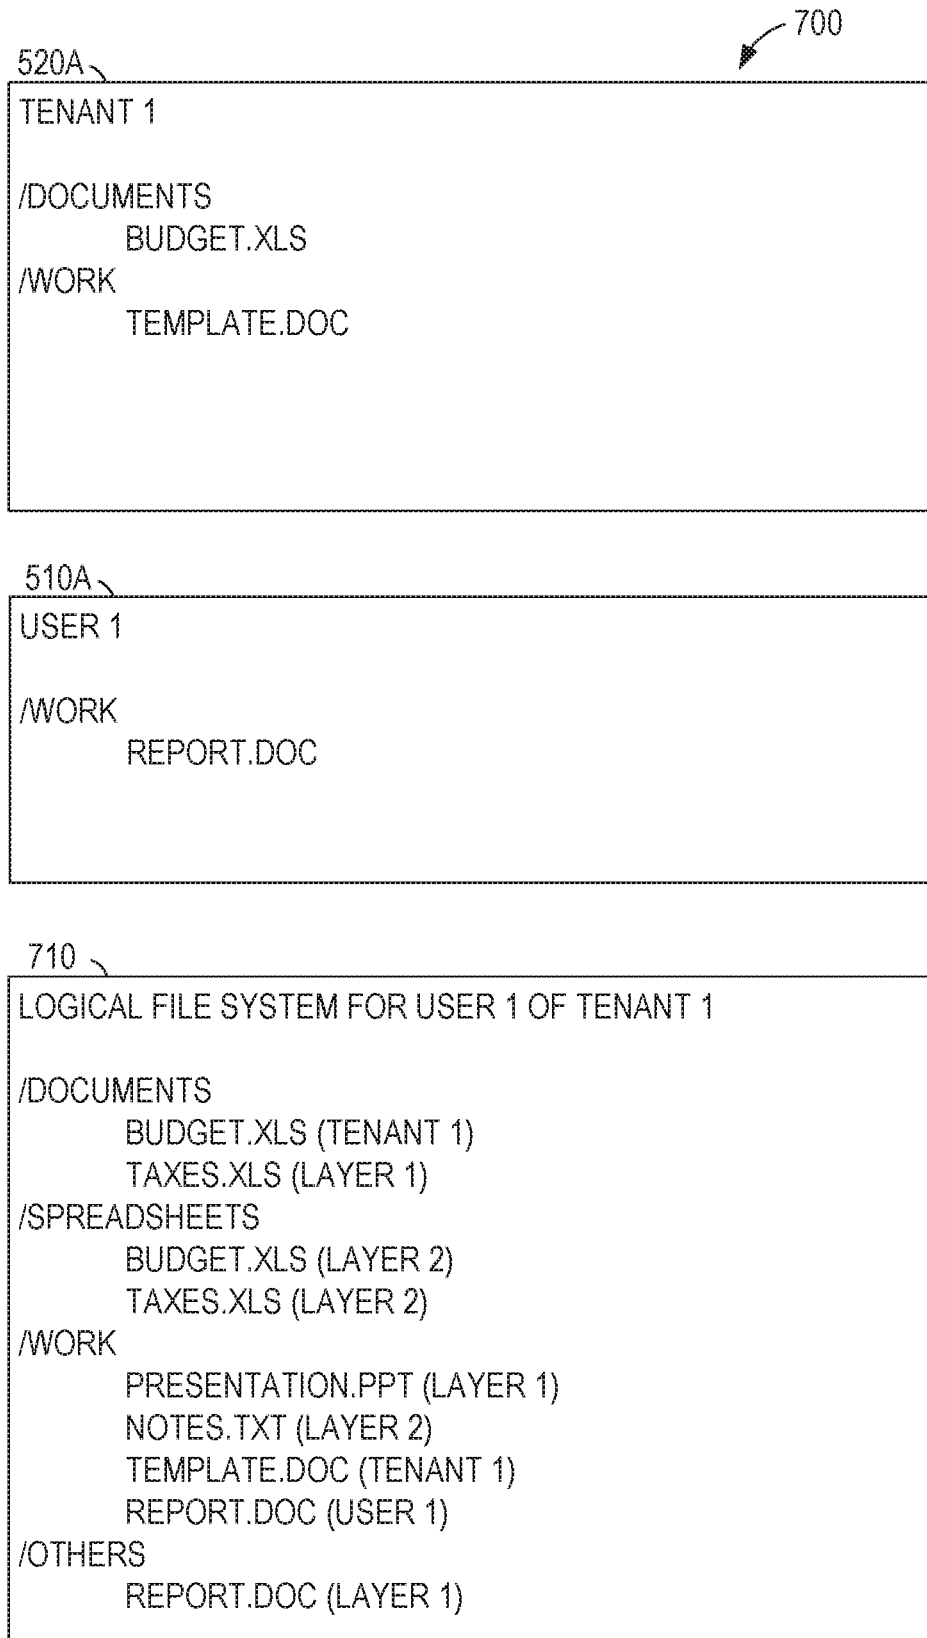 700
520A
TENANT 1
/DOCUMENTS
BUDGET.XLS
/WORK
TEMPLATE.DOC
510A
USER 1
/WORK
REPORT.DOC
710
LOGICAL FILE SYSTEM FOR USER 1 OF TENANT 1
/DOCUMENTS
BUDGET.XLS (TENANT 1)
TAXES.XLS (LAYER 1)
/SPREADSHEETS
BUDGET.XLS (LAYER 2)
TAXES.XLS (LAYER 2)
/WORK
PRESENTATION.PPT (LAYER 1)
NOTES.TXT (LAYER 2)
TEMPLATE.DOC (TENANT 1)
REPORT.DOC (USER 1)
/OTHERS
REPORT.DOC (LAYER 1)